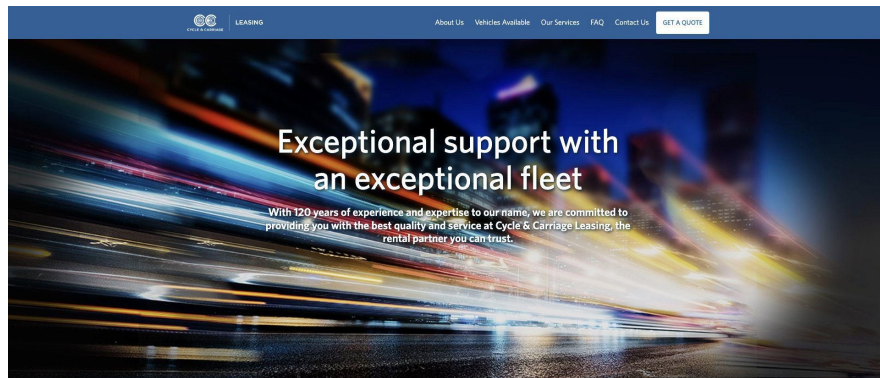 CYCLE & CARRIAGE
LEASING
About Us
Vehicles Available
Our Services
FAQ
Contact Us
GET A QUOTE
Exceptional support with
an exceptional fleet
With 120 years of experience and expertise to our name, we are committed to
providing you with the best quality and service at Cycle & Carriage Leasing, the
rental partner you can trust.